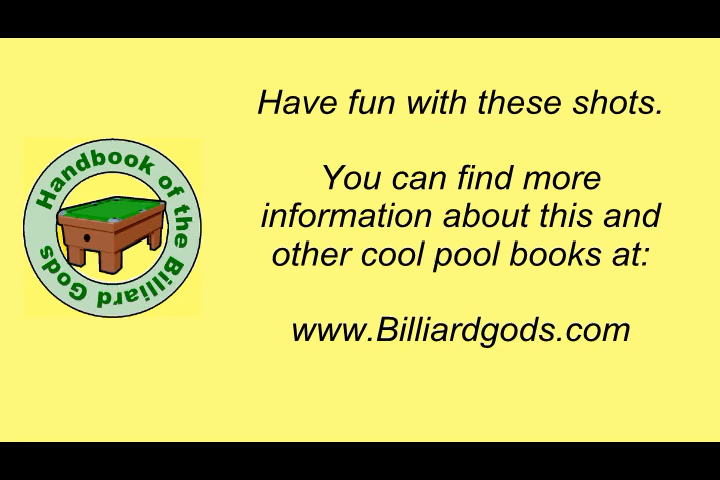 Handbook of the Billiard Gods
Have fun with these shots.
You can find more
information about this and
other cool pool books at:
www.Billiardgods.com